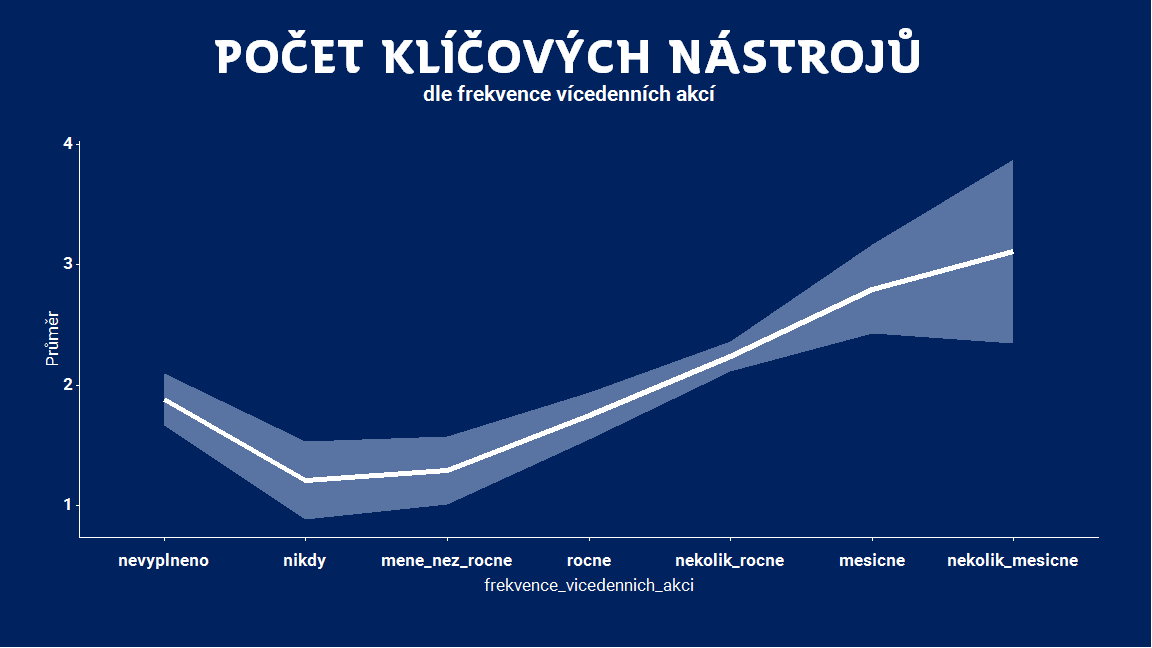 POČET KLÍČOVÝCH NÁSTROJŮ
dle frekvence vícedenních akcí
4
3
2
1
Průměr
nevyplneno nikdy mene_nez_rocne rocne nekolik_rocne mesicne nekolik_mesicne
frekvence_vicedennich_akci